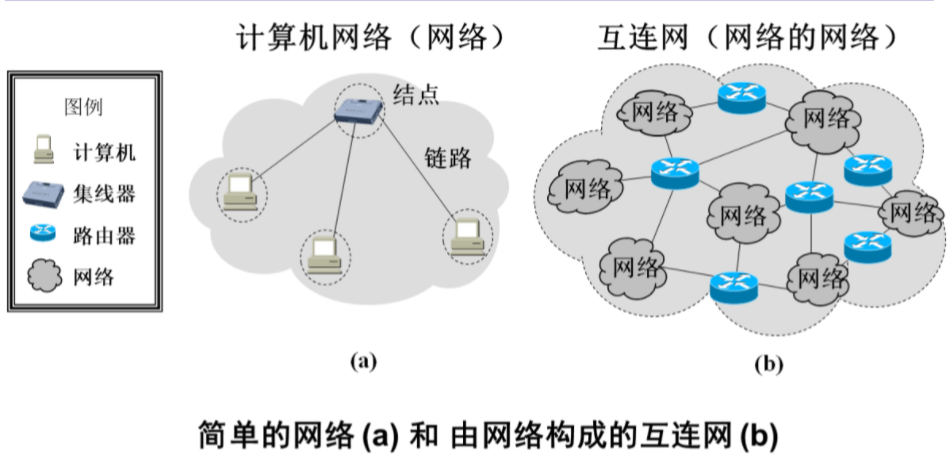 计算机网络（网络）
互连网（网络的网络）
图例
计算机
集线器
路由器
网络
结点
链路
网络
网络
网络
网络
网络
网络
网络
(a)
(b)
简单的网络 (a) 和 由网络构成的互连网 (b)